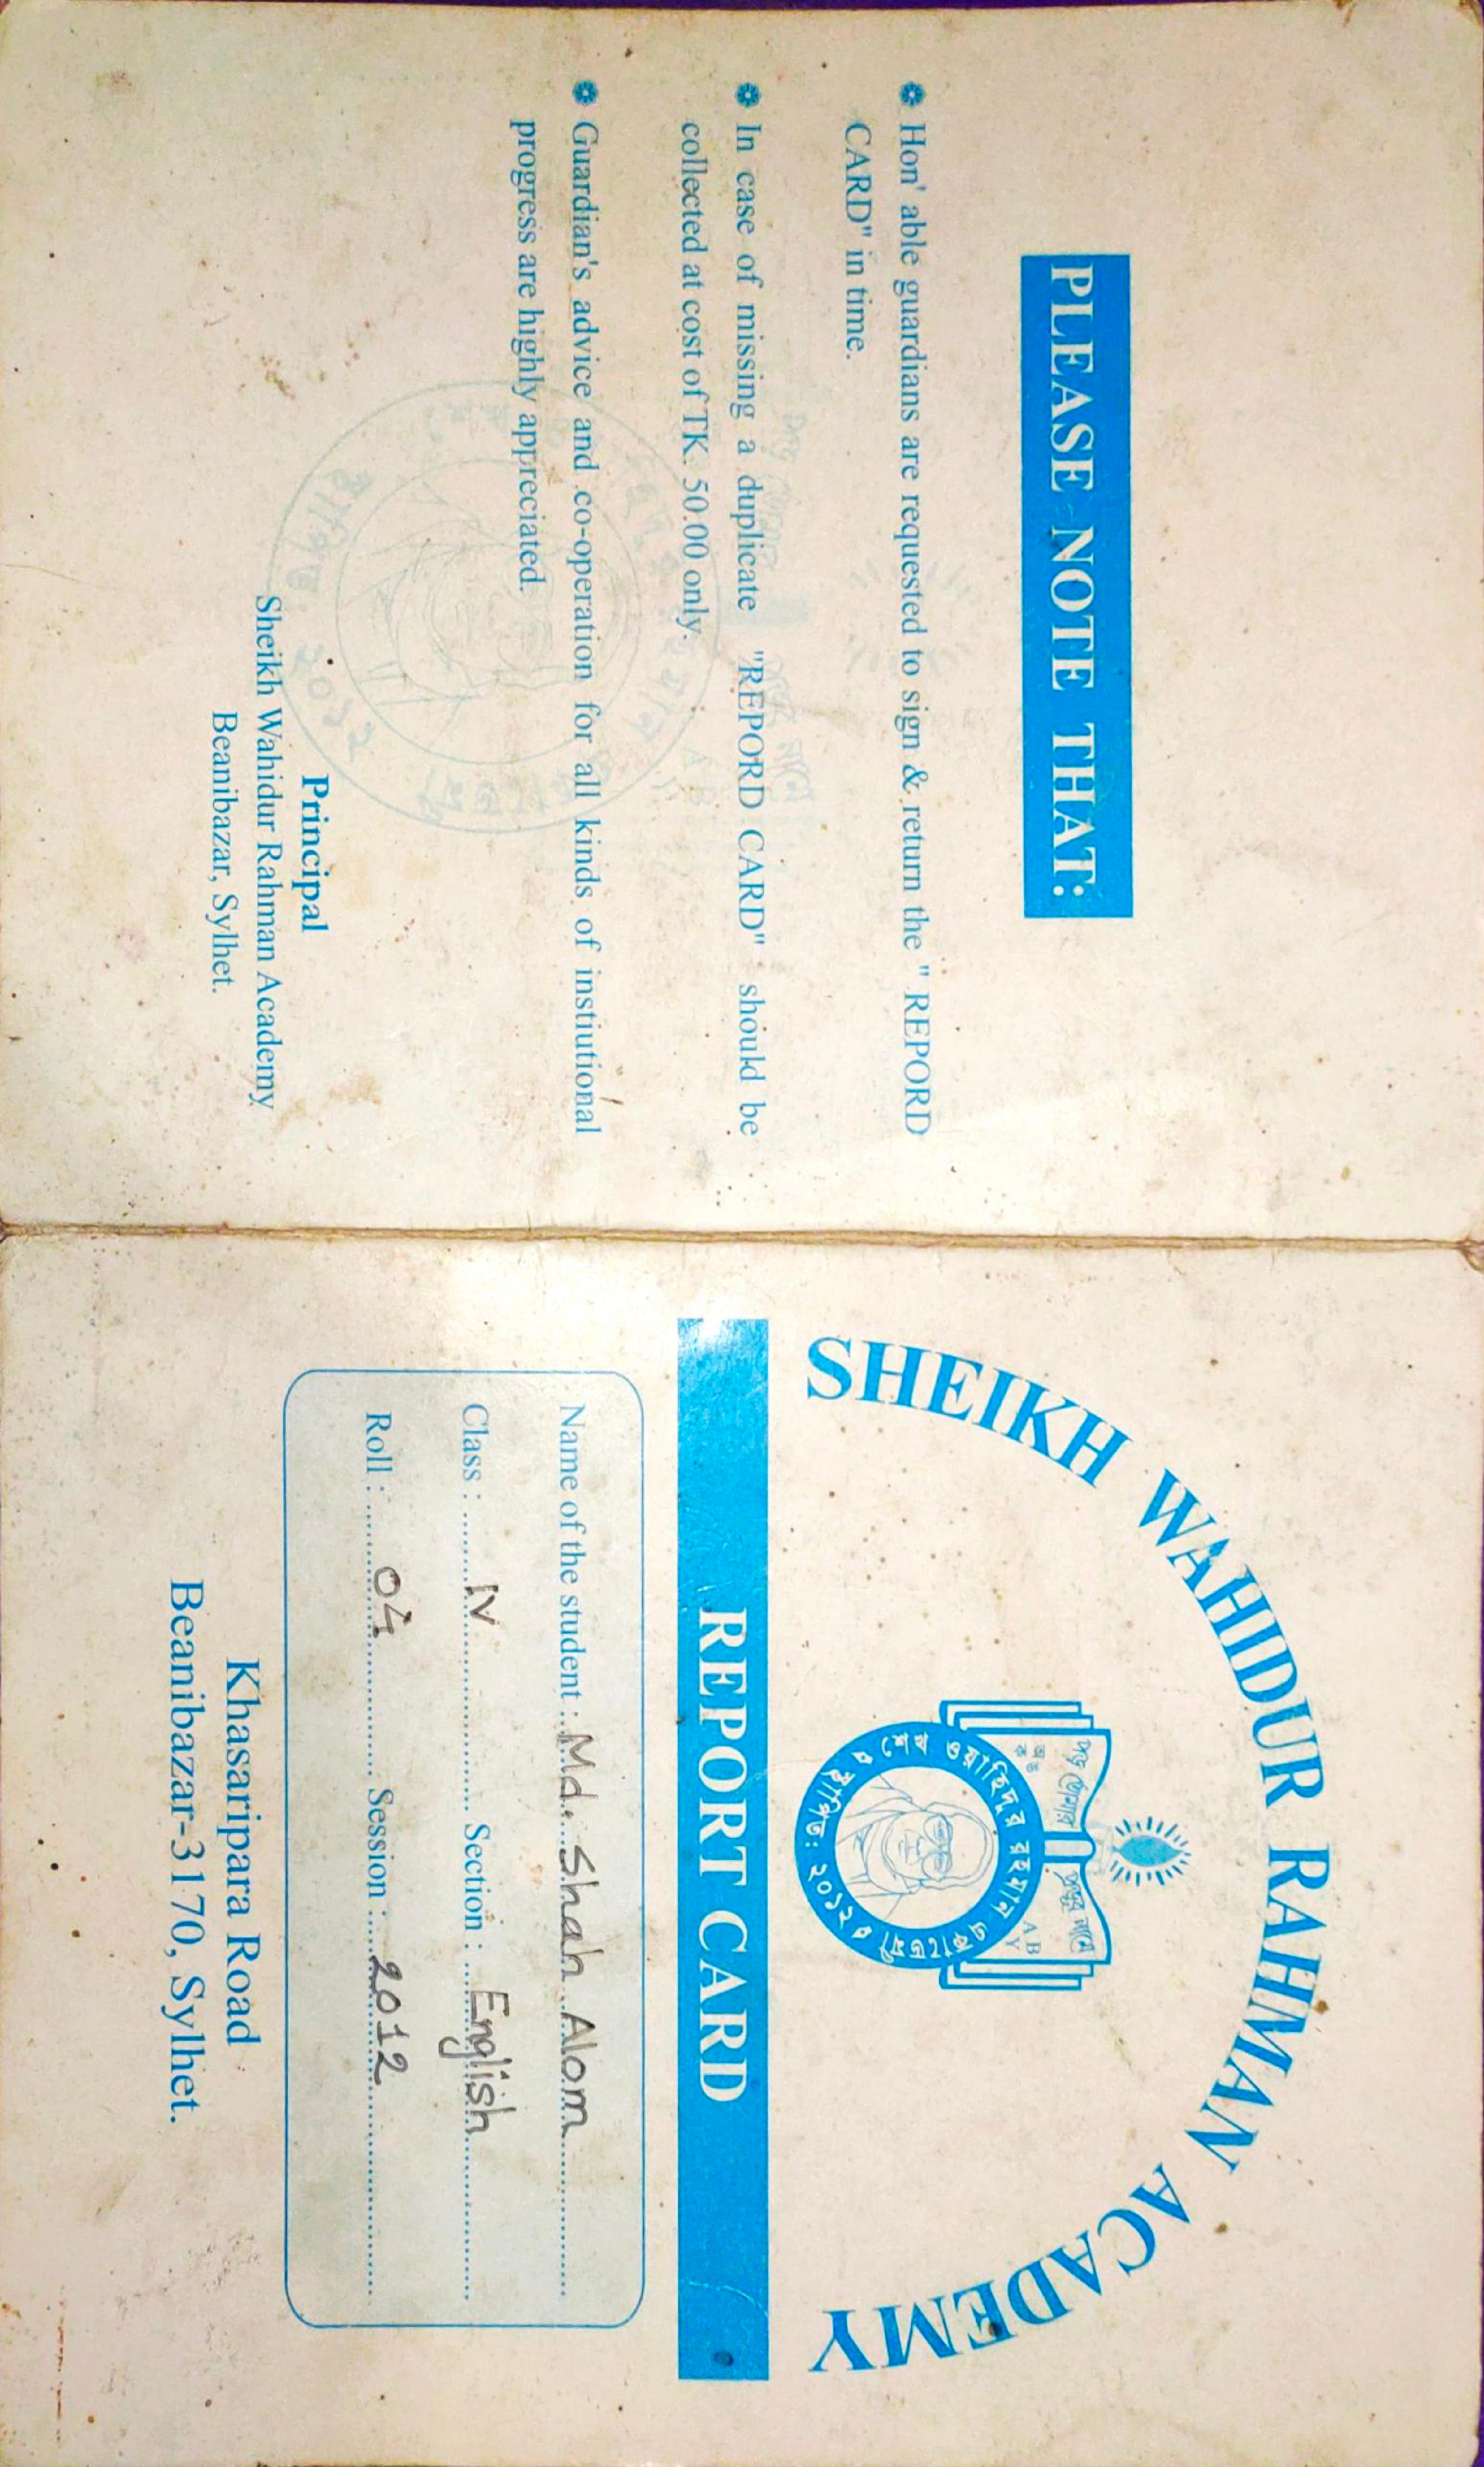 PLEASE NOTE THAT:
Hon' able guardians are requested to sign & return the " REPORD
CARD" in time.
In case of missing a duplicate "REPORD CARD" should be
collected at cost of TK. 50.00 only.
Guardian's advice and co-operation for all kinds of instiutional
progress are highly appreciated.
Principal
Sheikh Wahidur Rahman Academy
Beanibazar, Sylhet.
SHEIKH WAHIDUR RAHMAN ACADEMY
পড় তোমার প্রভুর নামে
অ ঙ
ক
A B
Y
শেখ ওয়াহিদুর রহমান একাডেমী
স্থাপিত: ২০১২
REPORT CARD
Name of the student : Md. Shah Alom
Class : IV Section : English
Roll : 04 Session : 2012
Khasaripara Road
Beanibazar-3170, Sylhet.